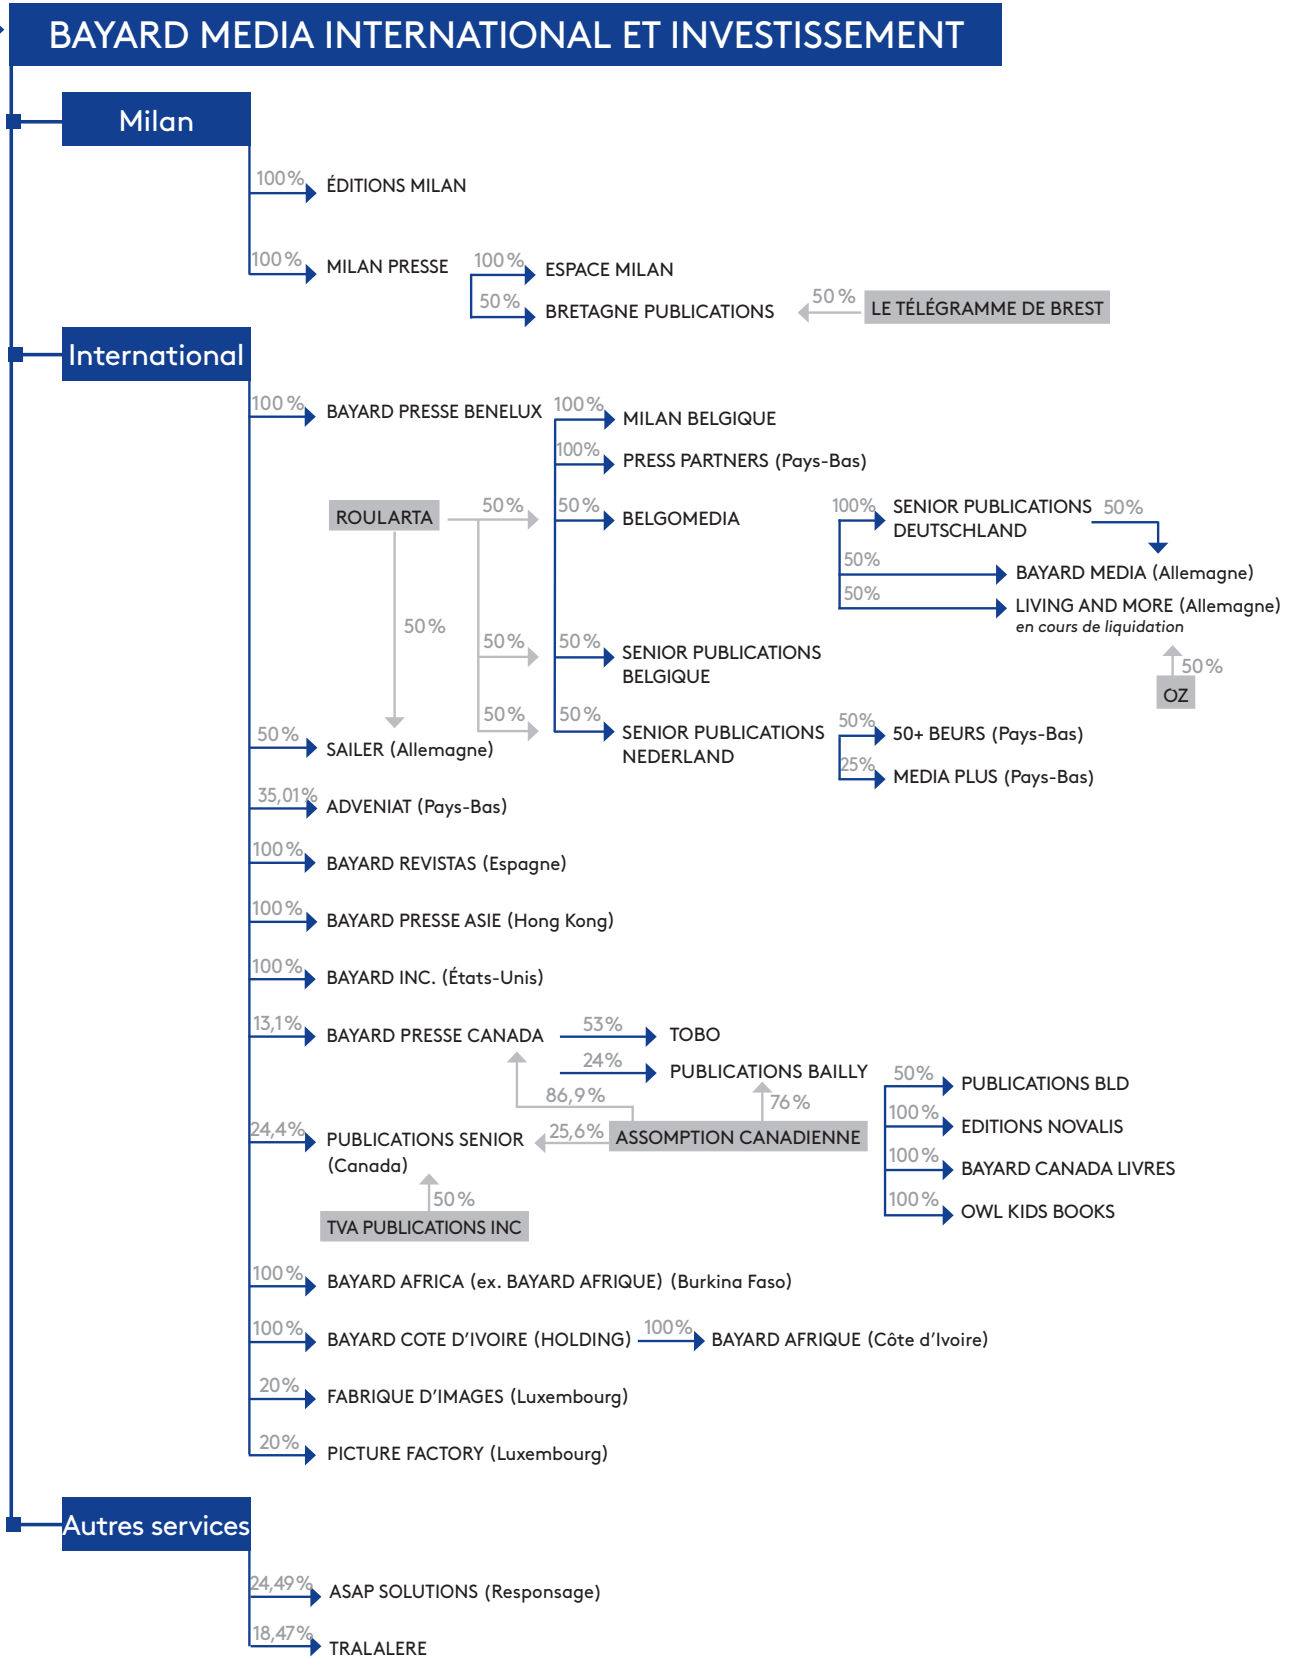 BAYARD MEDIA INTERNATIONAL ET INVESTISSEMENT
Milan
100%
ÉDITIONS MILAN
100%
MILAN PRESSE
100%
ESPACE MILAN
50%
BRETAGNE PUBLICATIONS
50%
LE TÉLÉGRAMME DE BREST
International
100%
BAYARD PRESSE BENELUX
100%
MILAN BELGIQUE
100%
PRESS PARTNERS (Pays-Bas)
ROULARTA
50%
50%
BELGOMEDIA
100%
SENIOR PUBLICATIONS
DEUTSCHLAND
50%
50%
BAYARD MEDIA (Allemagne)
50%
LIVING AND MORE (Allemagne)
en cours de liquidation
50%
OZ
50%
50%
50%
SENIOR PUBLICATIONS
BELGIQUE
50%
50%
SENIOR PUBLICATIONS
NEDERLAND
50%
50+ BEURS (Pays-Bas)
25%
MEDIA PLUS (Pays-Bas)
50%
SAILER (Allemagne)
35,01%
ADVENIAT (Pays-Bas)
100%
BAYARD REVISTAS (Espagne)
100%
BAYARD PRESSE ASIE (Hong Kong)
100%
BAYARD INC. (États-Unis)
13,1%
BAYARD PRESSE CANADA
53%
TOBO
24%
PUBLICATIONS BAILLY
86,9%
76%
50%
PUBLICATIONS BLD
100%
EDITIONS NOVALIS
24,4%
PUBLICATIONS SENIOR
(Canada)
25,6%
ASSOMPTION CANADIENNE
100%
BAYARD CANADA LIVRES
100%
OWL KIDS BOOKS
50%
TVA PUBLICATIONS INC
100%
BAYARD AFRICA (ex. BAYARD AFRIQUE) (Burkina Faso)
100%
BAYARD COTE D'IVOIRE (HOLDING)
100%
BAYARD AFRIQUE (Côte d'Ivoire)
20%
FABRIQUE D'IMAGES (Luxembourg)
20%
PICTURE FACTORY (Luxembourg)
Autres services
24,49%
ASAP SOLUTIONS (Responsage)
18,47%
TRALALERE